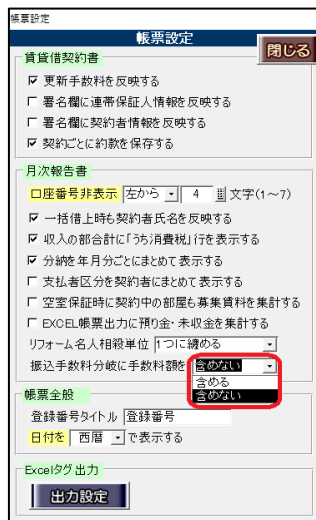 帳票設定
帳票設定
閉じる
賃貸借契約書
更新手数料を反映する
署名欄に連帯保証人情報を反映する
署名欄に契約者情報を反映する
契約ごとに約款を保存する
月次報告書
口座番号非表示 左から 4 文字(1～7)
一括借上時も契約者氏名を反映する
収入の部合計に「うち消費税」行を表示する
分納を年月分ごとにまとめて表示する
支払者区分を契約者にまとめて表示する
空室保証時に契約中の部屋も募集賃料を集計する
EXCEL帳票出力に預り金・未収金を集計する
リフォーム名人相殺単位 1つに纏める
振込手数料分岐に手数料額を 含めない
含める
含めない
帳票全般
登録番号タイトル 登録番号
日付を 西暦 で表示する
Excelタグ出力
出力設定